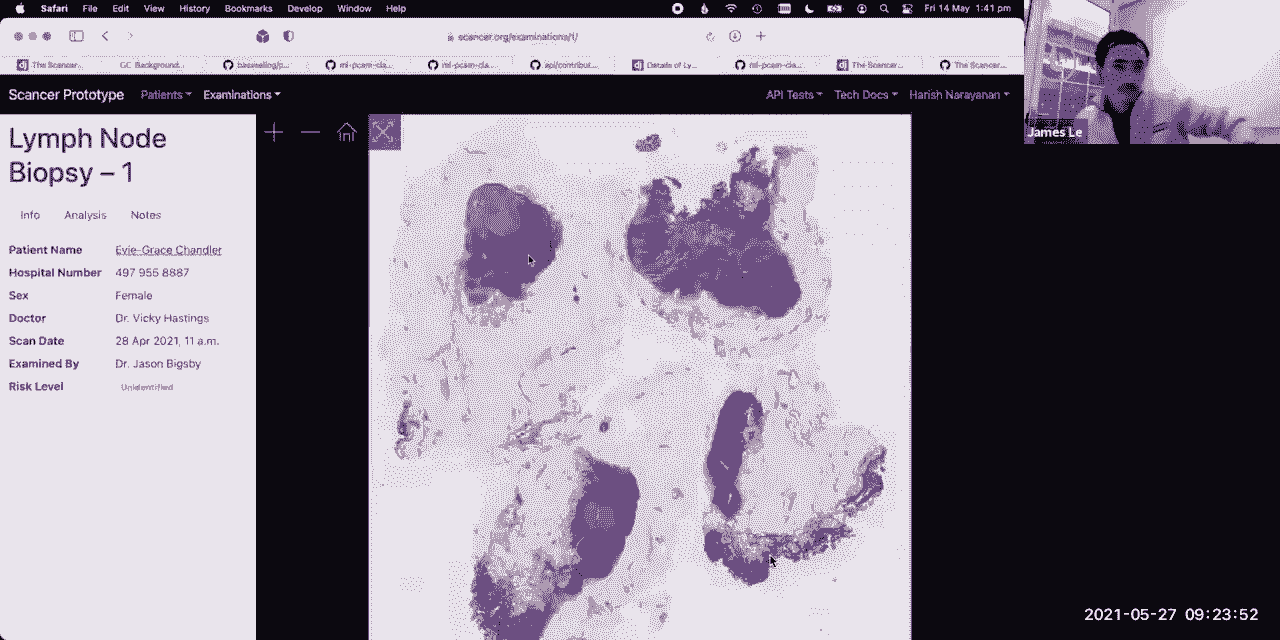 Safari File Edit View History Bookmarks Develop Window Help Fri 14 May 1:41 pm
scancer.org/examinations/1/
The Scancer... GC Background... basveeling/p... ml-pcam-cla... ml-pcam-cla... api/contribut... Details of Ly... ml-pcam-cla... The Scancer... The Scancer...
Scancer Prototype Patients Examinations API Tests Tech Docs Harish Narayanan
James Le
Lymph Node
Biopsy – 1
Info Analysis Notes
Patient Name Evie-Grace Chandler
Hospital Number 497 955 8887
Sex Female
Doctor Dr. Vicky Hastings
Scan Date 28 Apr 2021, 11 a.m.
Examined By Dr. Jason Bigsby
Risk Level Unidentified
2021-05-27 09:23:52